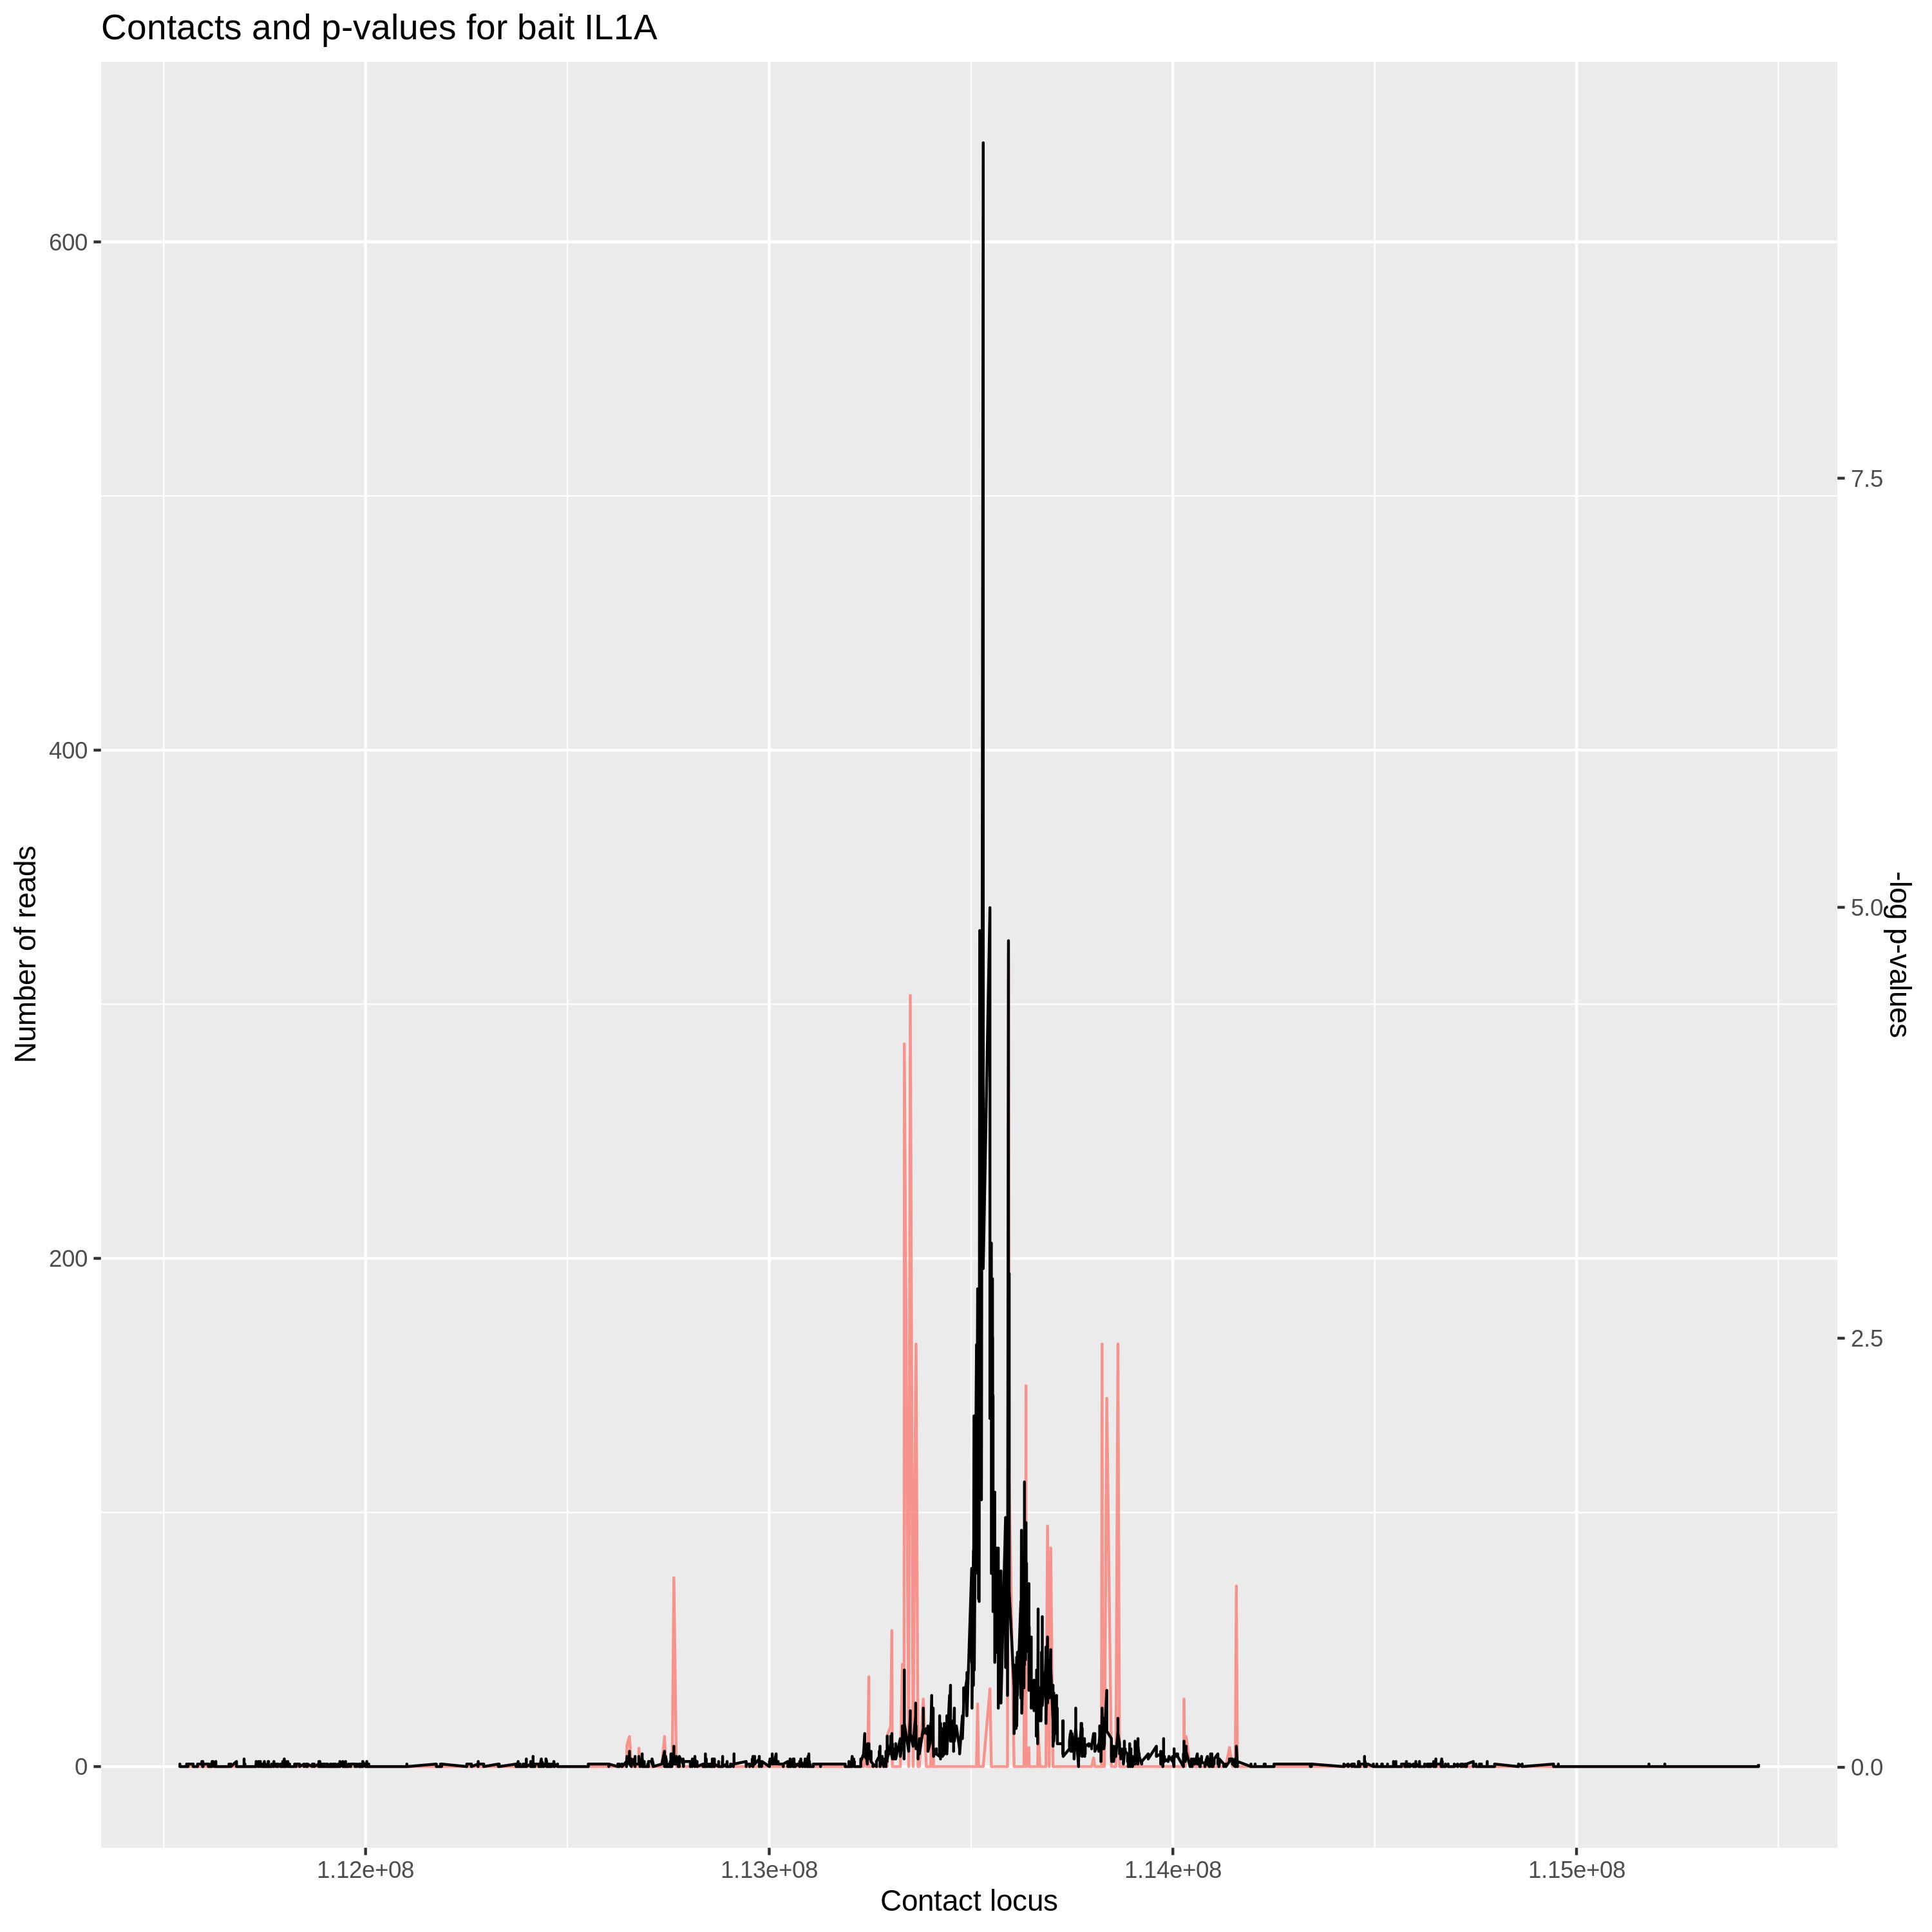 Contacts and p-values for bait IL1A
600
400
200
0
7.5
5.0
2.5
0.0
Number of reads
-log p-values
1.12e+08
1.13e+08
1.14e+08
1.15e+08
Contact locus